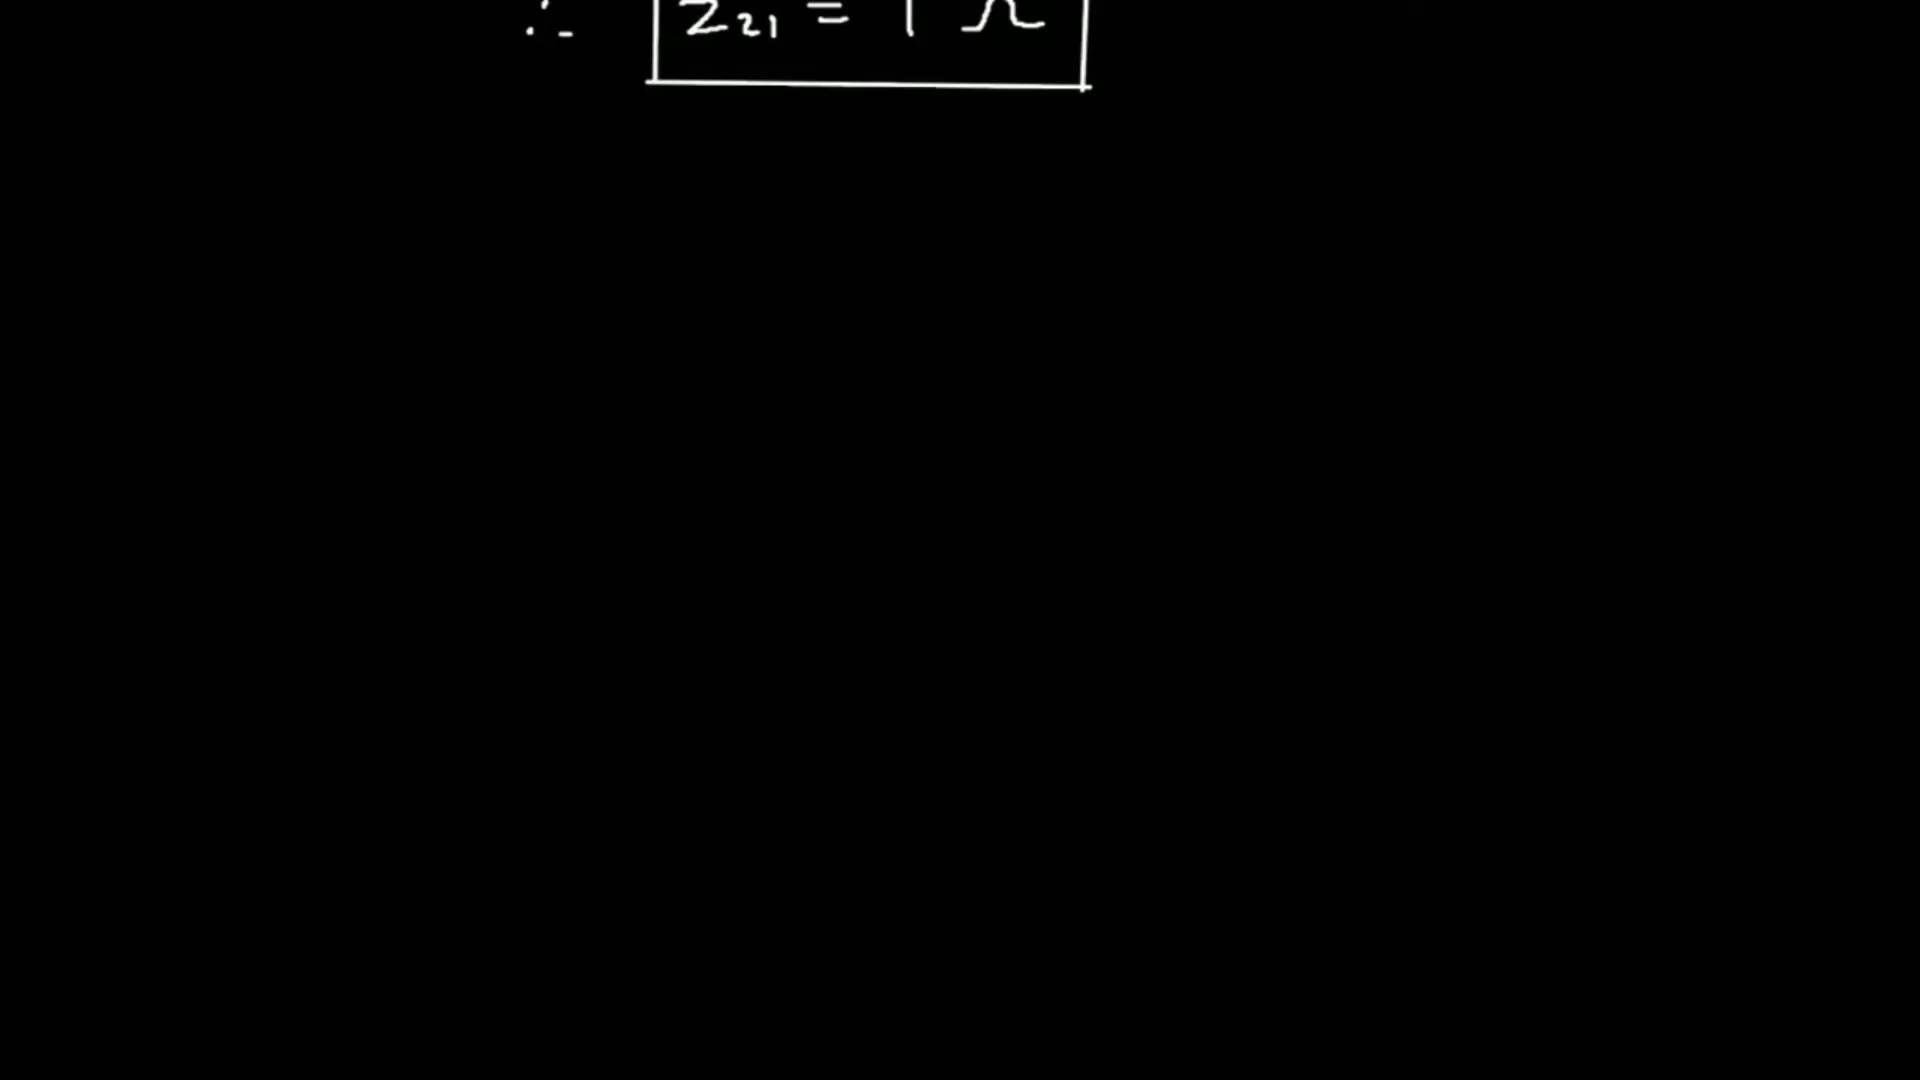 ∴ z₂₁ = 1 Ω